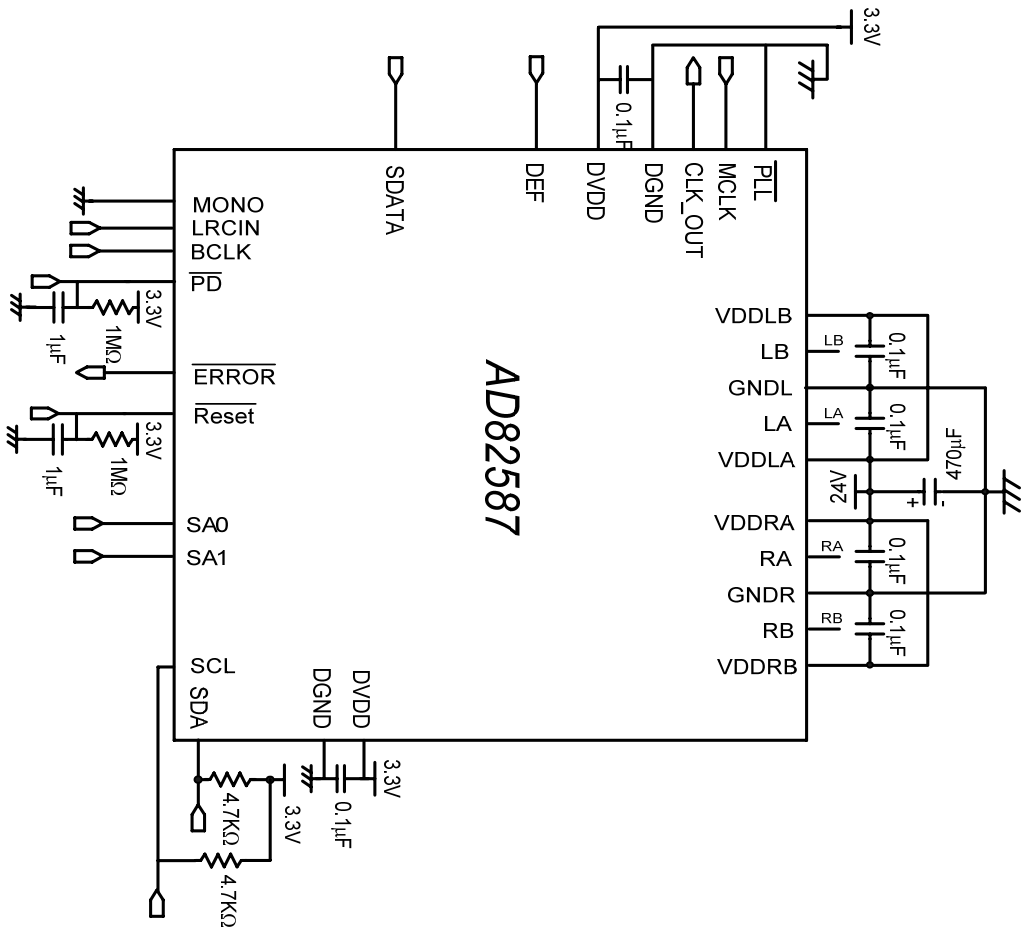 3.3V
0.1µF
SDATA
DEF
DVDD
DGND
CLK_OUT
MCLK
PLL
MONO
LRCIN
BCLK
PD
3.3V
1MΩ
1µF
ERROR
Reset
3.3V
1MΩ
1µF
SA0
SA1
SCL
SDA
DGND
DVDD
AD82587
VDDLB
LB
LB
0.1µF
GNDL
LA
LA
0.1µF
VDDLA
24V
+
-
470µF
VDDRA
RA
RA
0.1µF
GNDR
RB
RB
0.1µF
VDDRB
3.3V
0.1µF
3.3V
4.7KΩ
4.7KΩ